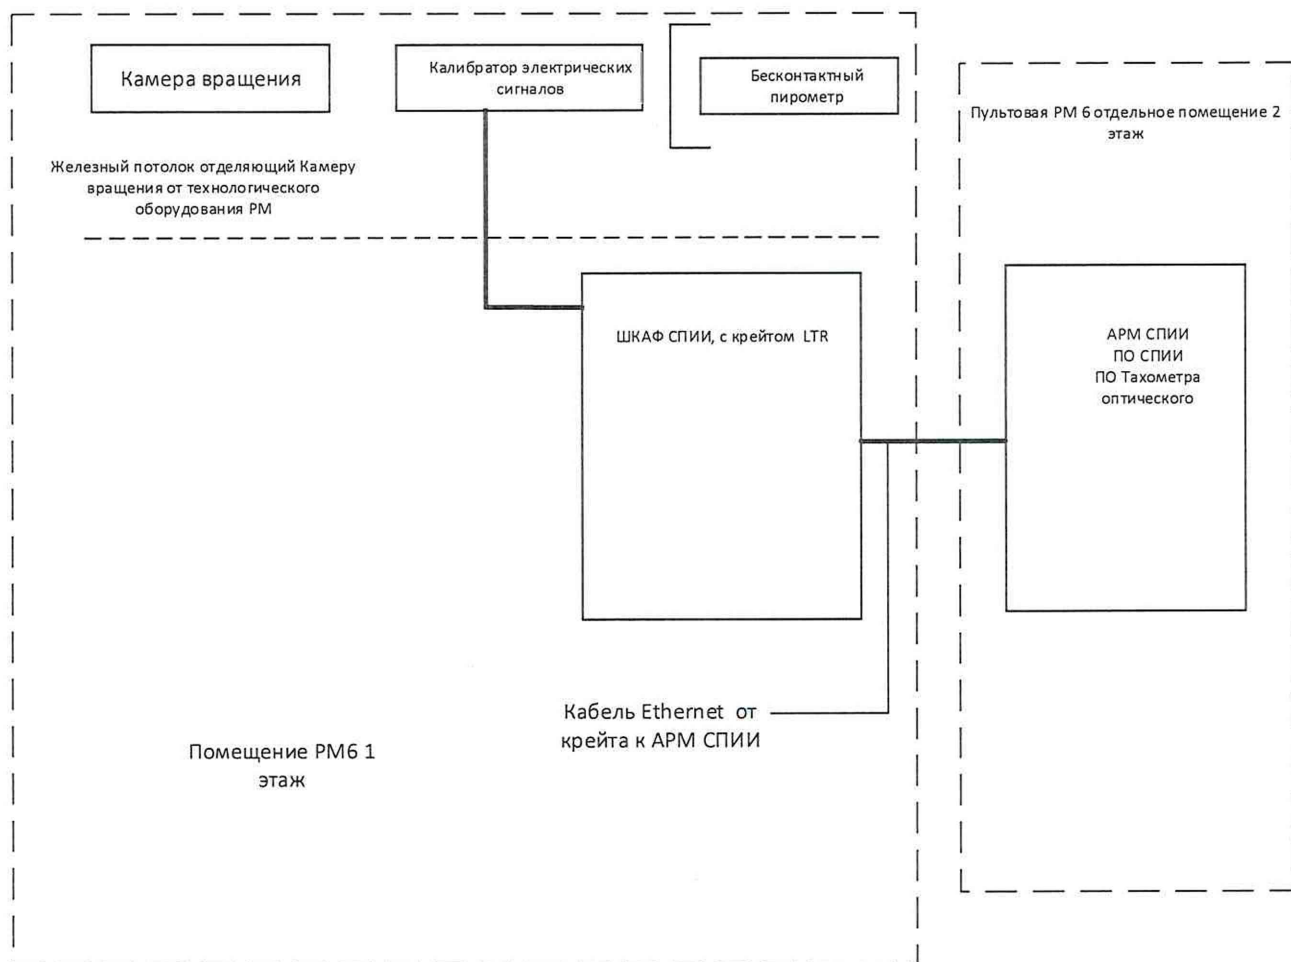 Камера вращения
Калибратор электрических
сигналов
Бесконтактный
пирометр
Пультовая РМ 6 отдельное помещение 2
этаж
Железный потолок отделяющий Камеру
вращения от технологического
оборудования РМ
ШКАФ СПИИ, с крейтом LTR
АРМ СПИИ
ПО СПИИ
ПО Тахометра
оптического
Кабель Ethernet от
крейта к АРМ СПИИ
Помещение РМ6 1
этаж